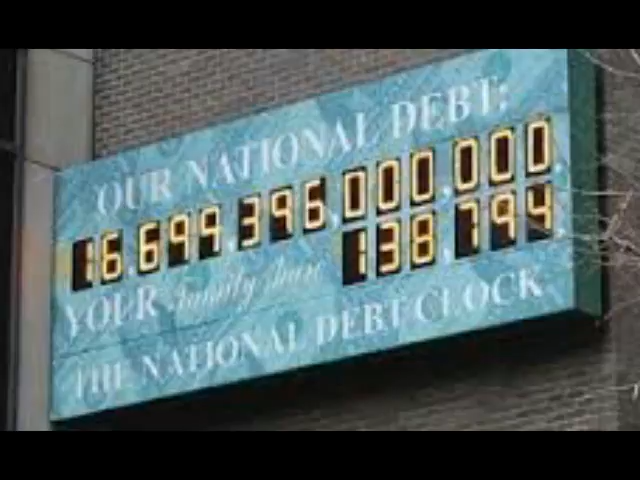 OUR NATIONAL DEBT:
16,699,396,000,000
YOUR Family share 138,794
THE NATIONAL DEBT CLOCK